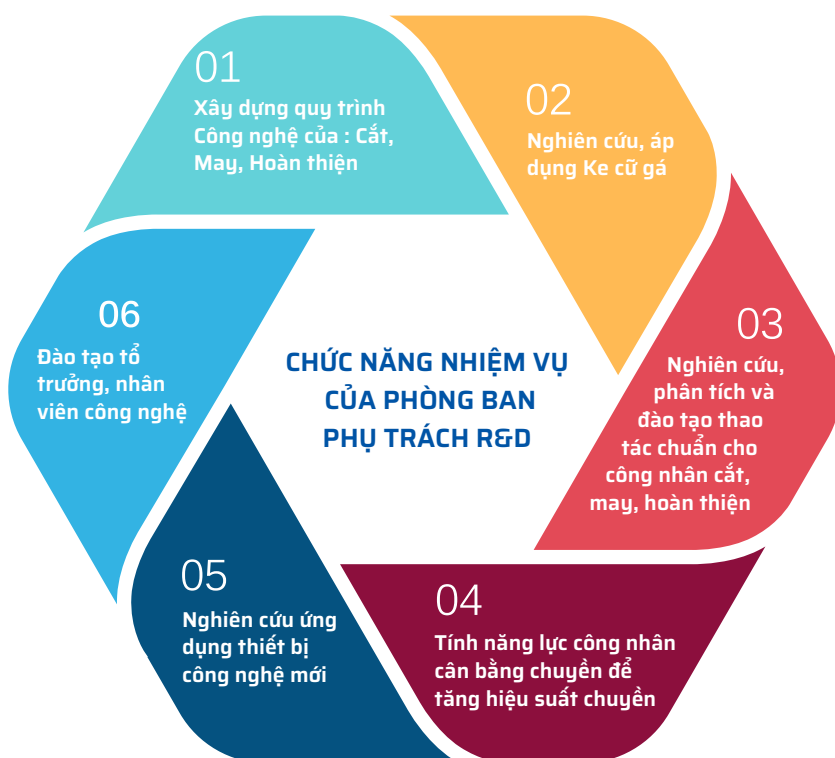 01
Xây dựng quy trình
Công nghệ của : Cắt,
May, Hoàn thiện
02
Nghiên cứu, áp
dụng Ke cữ gá
03
Nghiên cứu,
phân tích và
đào tạo thao
tác chuẩn cho
công nhân cắt,
may, hoàn thiện
04
Tính năng lực công nhân
cân bằng chuyền để
tăng hiệu suất chuyền
05
Nghiên cứu ứng
dụng thiết bị
công nghệ mới
06
Đào tạo tổ
trưởng, nhân
viên công nghệ
CHỨC NĂNG NHIỆM VỤ
CỦA PHÒNG BAN
PHỤ TRÁCH R&D